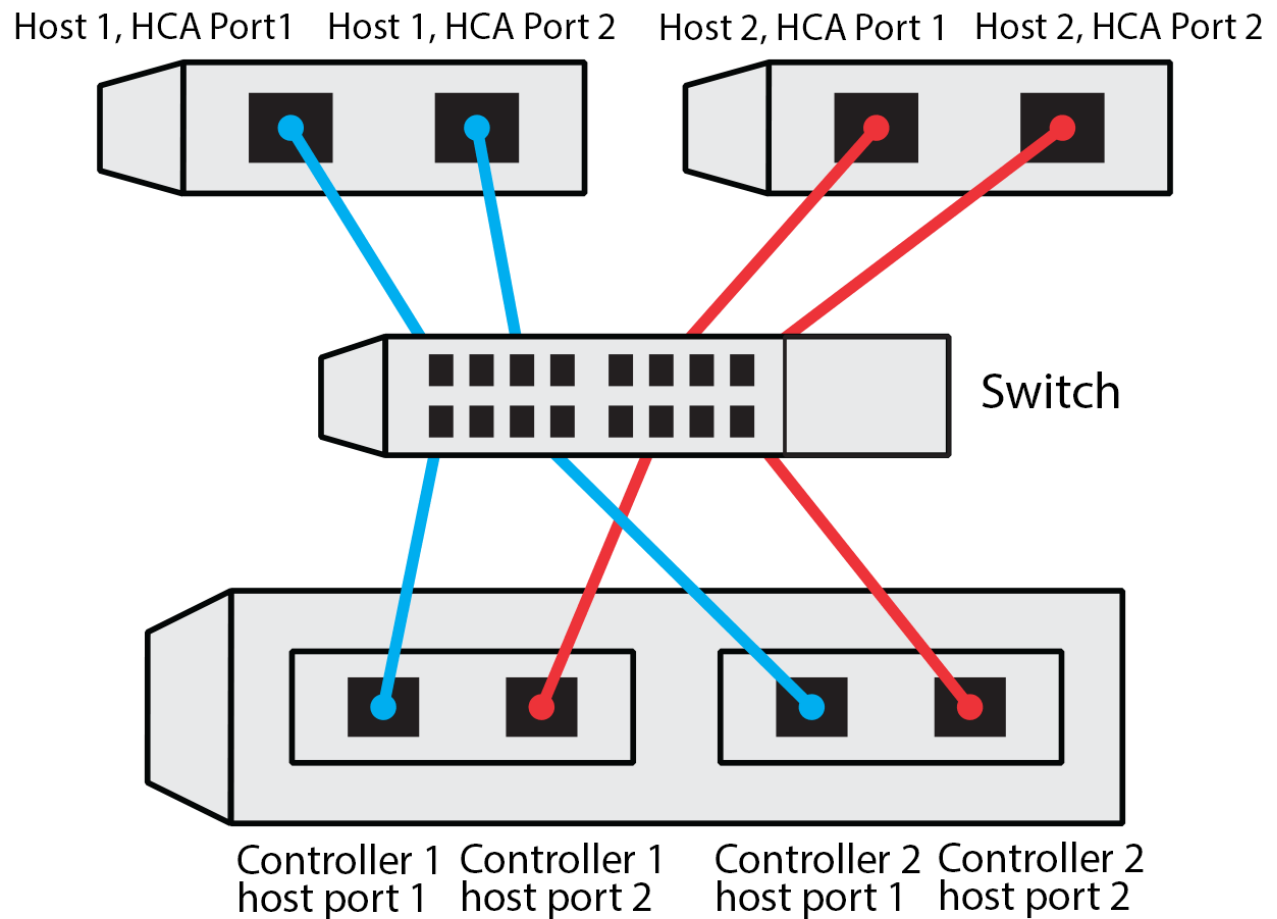 Host 1, HCA Port1
Host 1, HCA Port 2
Host 2, HCA Port 1
Host 2, HCA Port 2
Switch
Controller 1
host port 1
Controller 1
host port 2
Controller 2
host port 1
Controller 2
host port 2